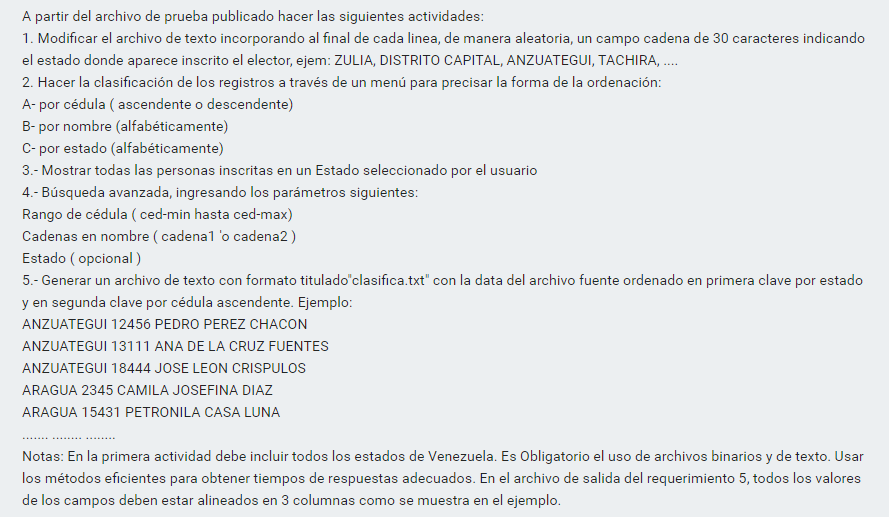 A partir del archivo de prueba publicado hacer las siguientes actividades:
1. Modificar el archivo de texto incorporando al final de cada linea, de manera aleatoria, un campo cadena de 30 caracteres indicando
el estado donde aparece inscrito el elector, ejem: ZULIA, DISTRITO CAPITAL, ANZUATEGUI, TACHIRA, ....
2. Hacer la clasificación de los registros a través de un menú para precisar la forma de la ordenación:
A- por cédula ( ascendente o descendente)
B- por nombre (alfabéticamente)
C- por estado (alfabéticamente)
3.- Mostrar todas las personas inscritas en un Estado seleccionado por el usuario
4.- Búsqueda avanzada, ingresando los parámetros siguientes:
Rango de cédula ( ced-min hasta ced-max)
Cadenas en nombre ( cadena1 'o cadena2 )
Estado ( opcional )
5.- Generar un archivo de texto con formato titulado"clasifica.txt" con la data del archivo fuente ordenado en primera clave por estado
y en segunda clave por cédula ascendente. Ejemplo:
ANZUATEGUI 12456 PEDRO PEREZ CHACON
ANZUATEGUI 13111 ANA DE LA CRUZ FUENTES
ANZUATEGUI 18444 JOSE LEON CRISPULOS
ARAGUA 2345 CAMILA JOSEFINA DIAZ
ARAGUA 15431 PETRONILA CASA LUNA
....... ........ ........
Notas: En la primera actividad debe incluir todos los estados de Venezuela. Es Obligatorio el uso de archivos binarios y de texto. Usar
los métodos eficientes para obtener tiempos de respuestas adecuados. En el archivo de salida del requerimiento 5, todos los valores
de los campos deben estar alineados en 3 columnas como se muestra en el ejemplo.